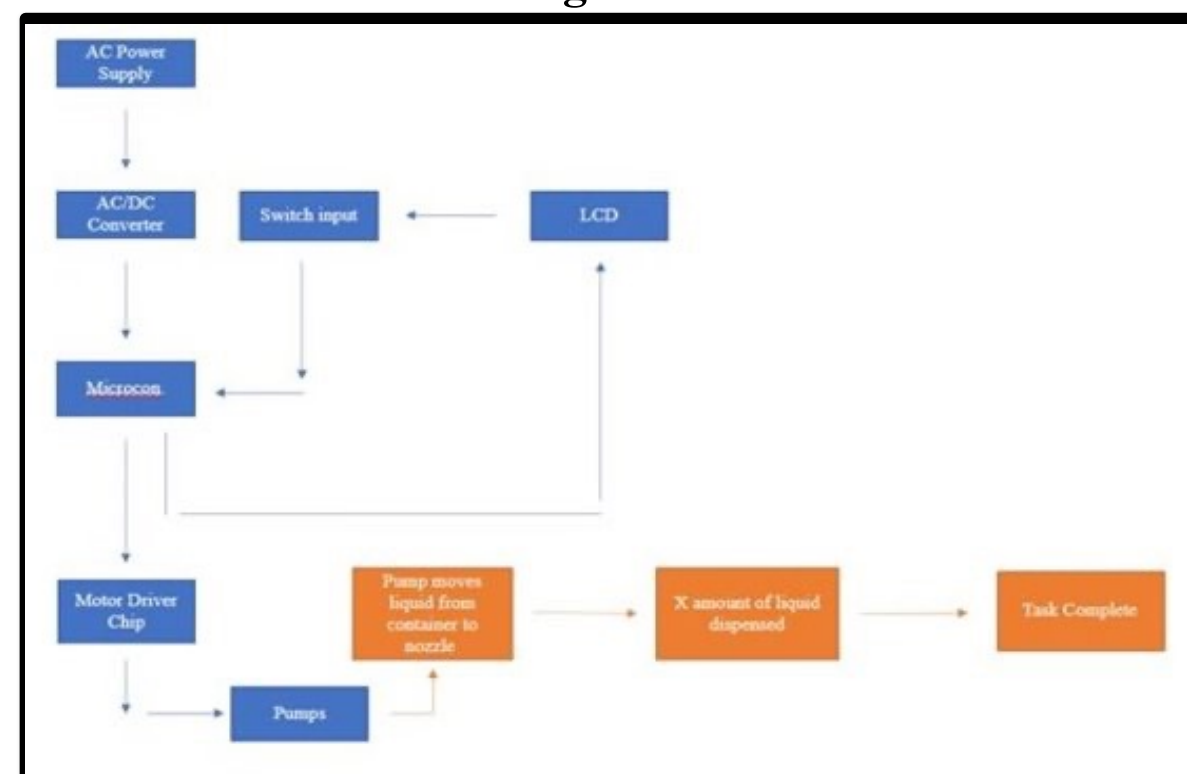 AC Power
Supply
AC/DC
Converter
Switch input
LCD
Microcon.
Motor Driver
Chip
Pumps
Pump moves
liquid from
container to
nozzle
X amount of liquid
dispensed
Task Complete